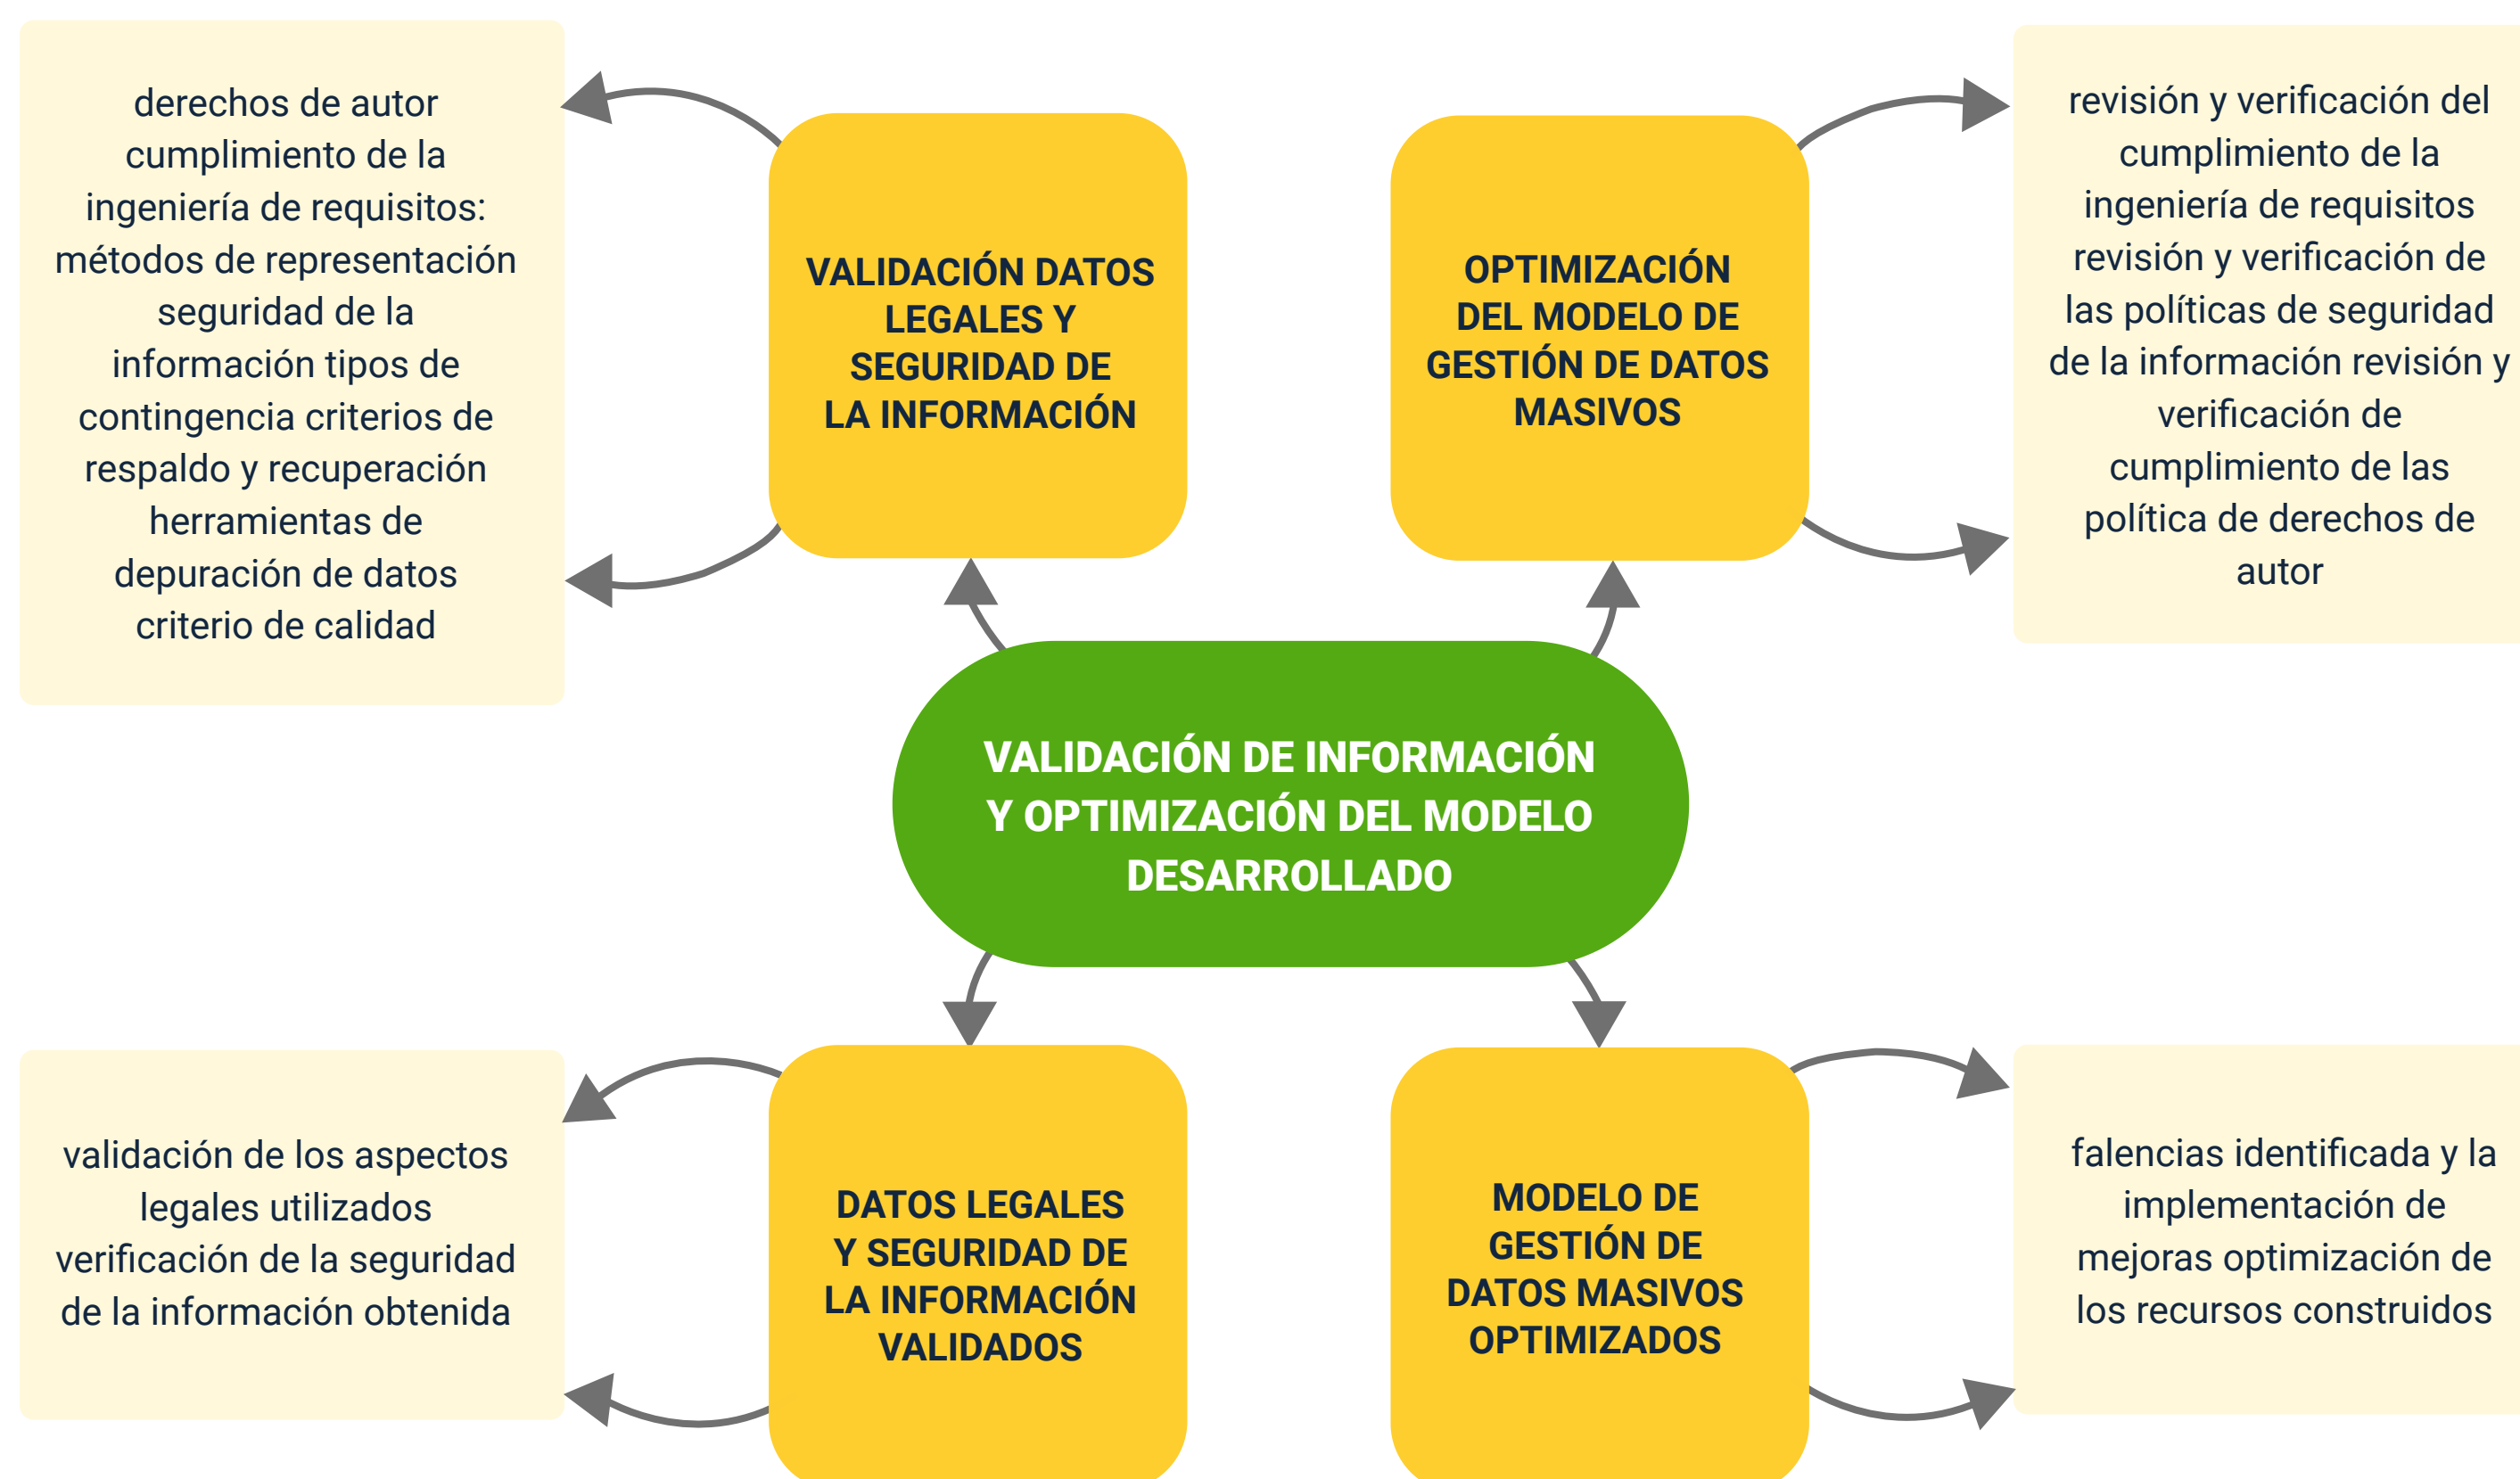 derechos de autor
cumplimiento de la
ingeniería de requisitos:
métodos de representación
seguridad de la
información tipos de
contingencia criterios de
respaldo y recuperación
herramientas de
depuración de datos
criterio de calidad
VALIDACIÓN DATOS
LEGALES Y
SEGURIDAD DE
LA INFORMACIÓN
OPTIMIZACIÓN
DEL MODELO DE
GESTIÓN DE DATOS
MASIVOS
revisión y verificación del
cumplimiento de la
ingeniería de requisitos
revisión y verificación de
las políticas de seguridad
de la información revisión y
verificación de
cumplimiento de las
política de derechos de
autor
VALIDACIÓN DE INFORMACIÓN
Y OPTIMIZACIÓN DEL MODELO
DESARROLLADO
validación de los aspectos
legales utilizados
verificación de la seguridad
de la información obtenida
DATOS LEGALES
Y SEGURIDAD DE
LA INFORMACIÓN
VALIDADOS
MODELO DE
GESTIÓN DE
DATOS MASIVOS
OPTIMIZADOS
falencias identificada y la
implementación de
mejoras optimización de
los recursos construidos